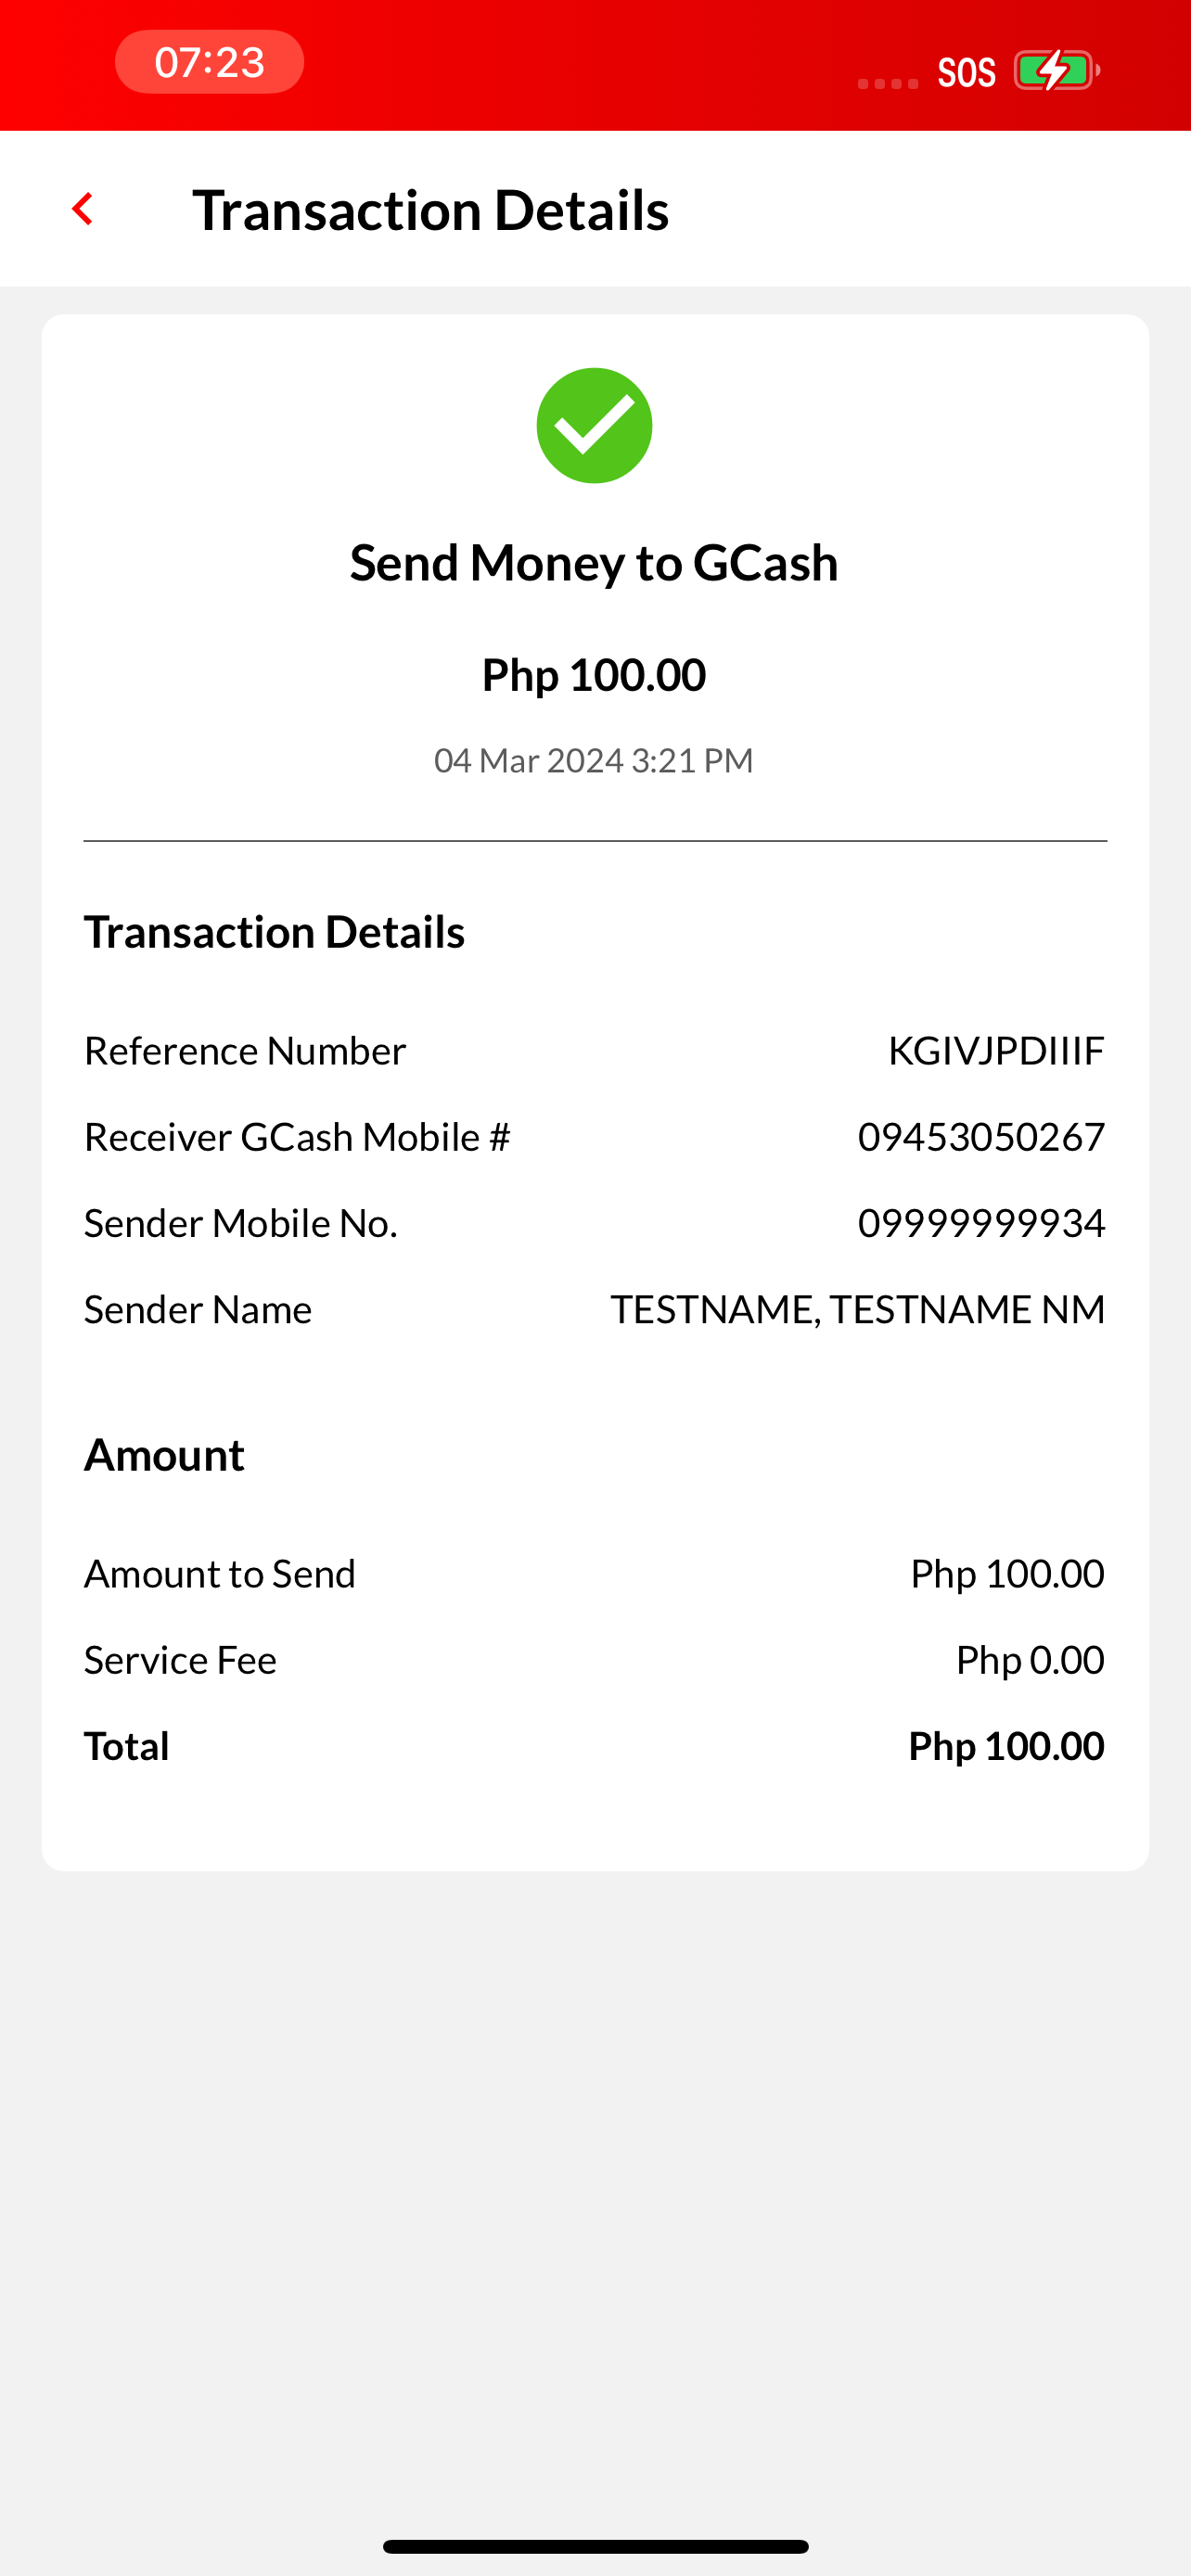 07:23 SOS
Transaction Details
Send Money to GCash
Php 100.00
04 Mar 2024 3:21 PM
Transaction Details
Reference Number KGIVJPDIIIF
Receiver GCash Mobile # 09453050267
Sender Mobile No. 09999999934
Sender Name TESTNAME, TESTNAME NM
Amount
Amount to Send Php 100.00
Service Fee Php 0.00
Total Php 100.00